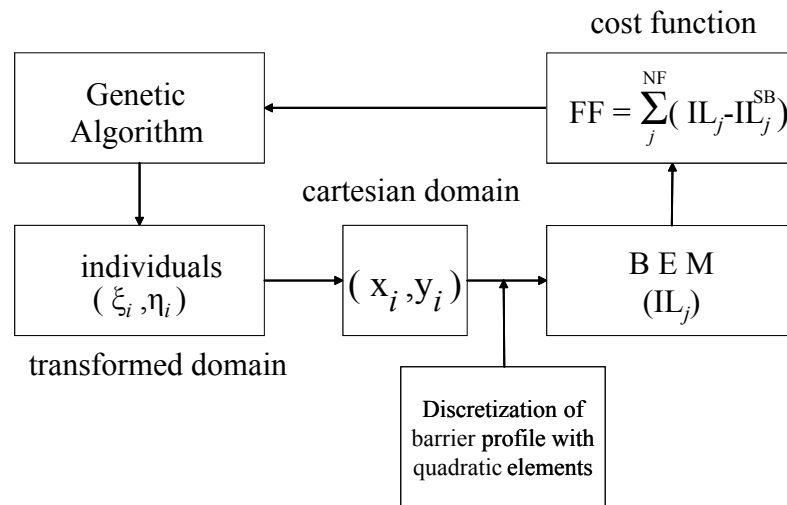 cost function
Genetic
Algorithm
NF
FF = ∑ ( IL_j-IL_j^SB)
j
cartesian domain
individuals
( ξ_i ,η_i )
( x_i ,y_i )
B E M
(IL_j)
transformed domain
Discretization of
barrier profile with
quadratic elements